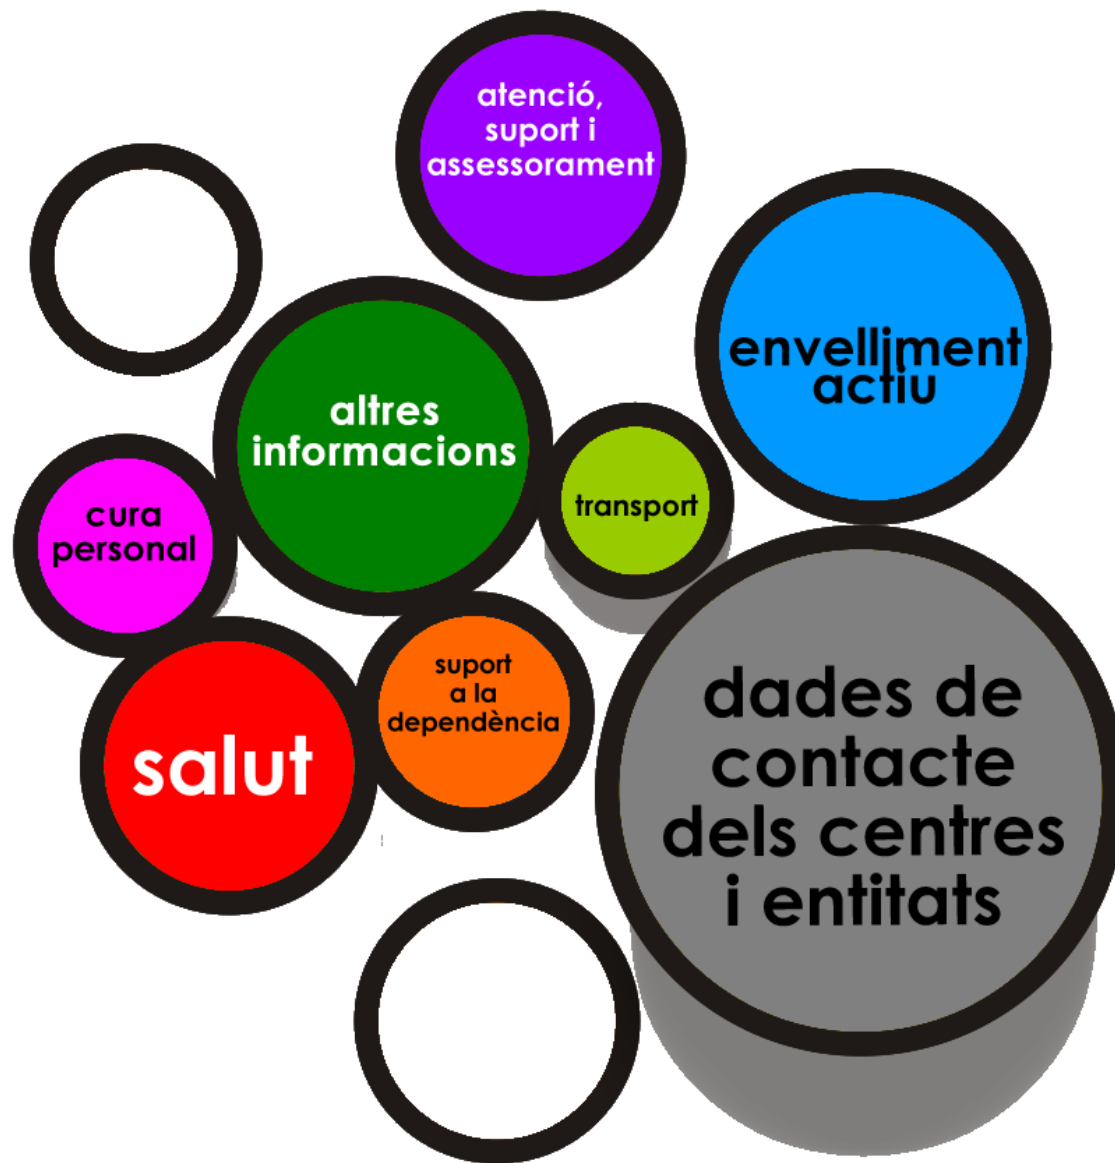 atenció,
suport i
assessorament
envelliment
actiu
altres
informacions
transport
cura
personal
suport
a la
dependència
salut
dades de
contacte
dels centres
i entitats